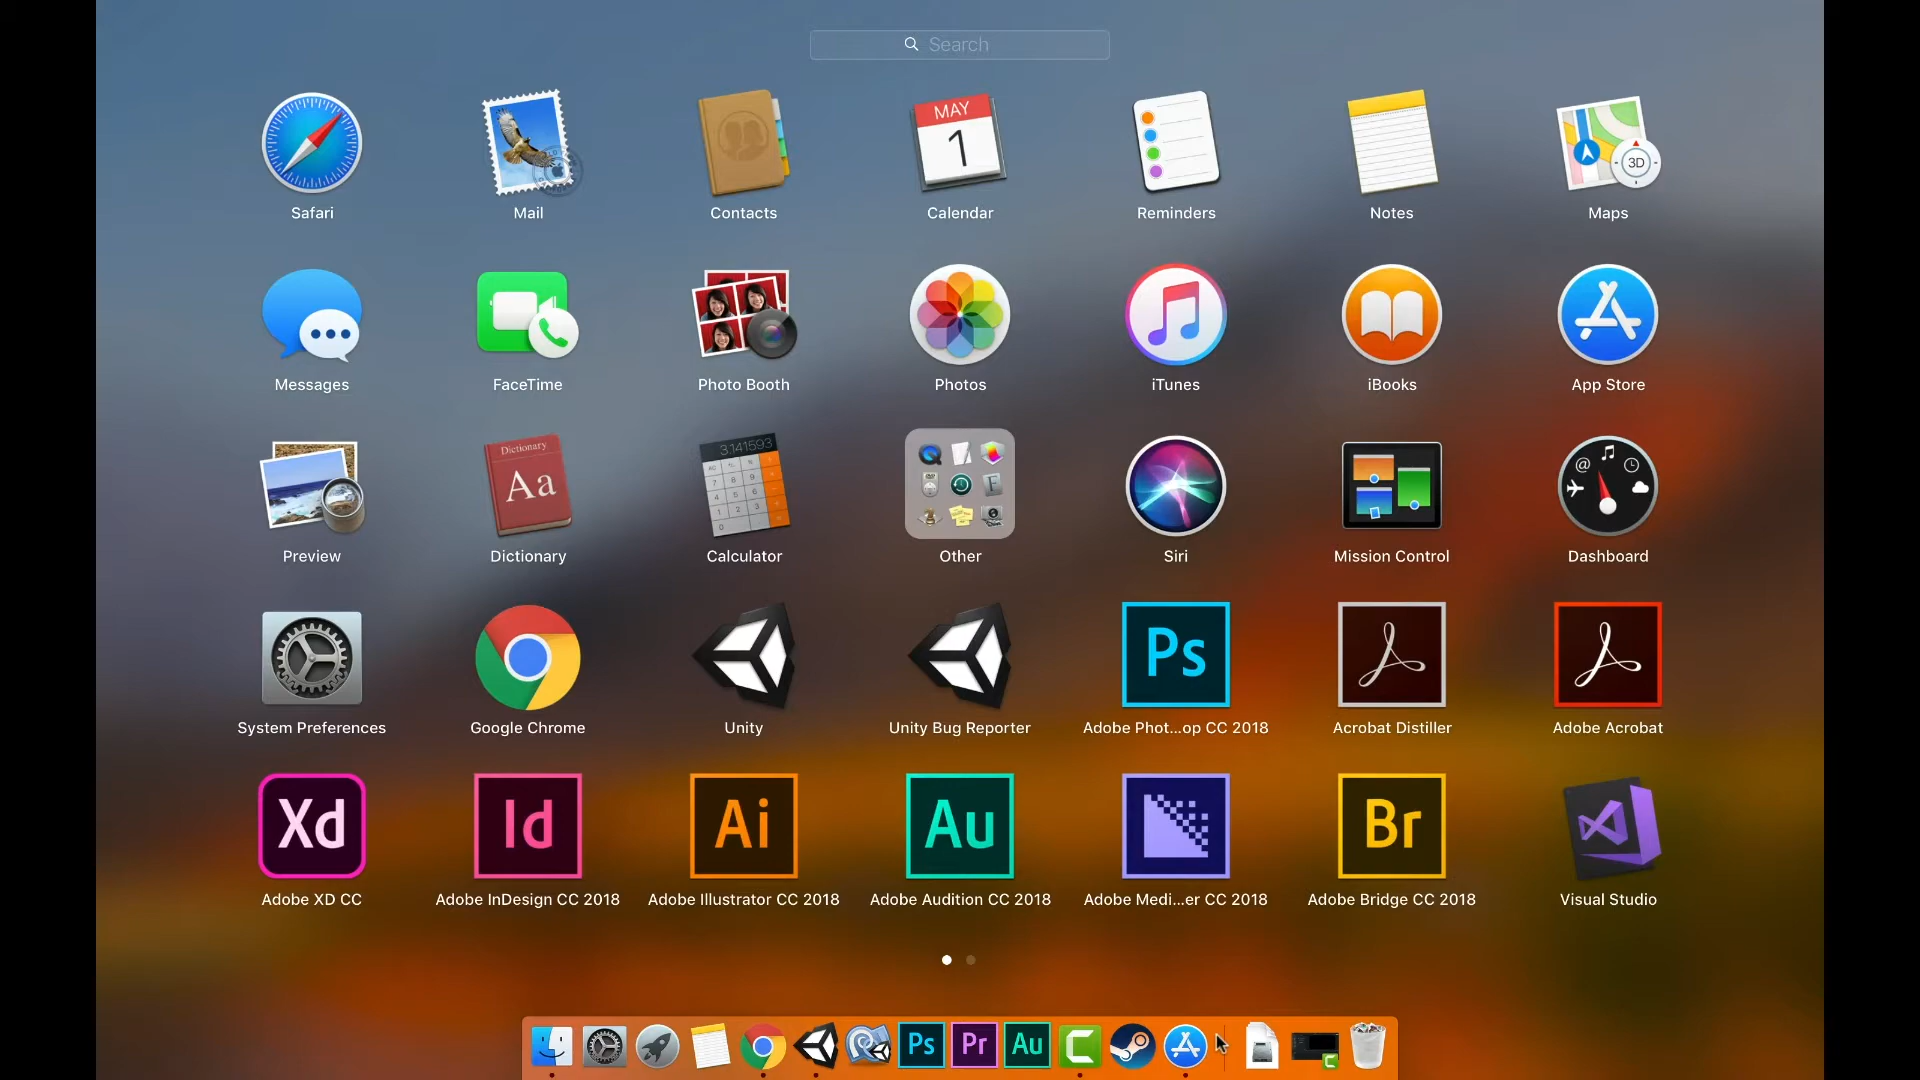 Search
MAY
1
3D
Safari
Mail
Contacts
Calendar
Reminders
Notes
Maps
Messages
FaceTime
Photo Booth
Photos
iTunes
iBooks
App Store
Dictionary
Aa
3.141593
Preview
Dictionary
Calculator
Other
Siri
Mission Control
Dashboard
Ps
System Preferences
Google Chrome
Unity
Unity Bug Reporter
Adobe Phot...op CC 2018
Acrobat Distiller
Adobe Acrobat
Xd
Id
Ai
Au
Br
Adobe XD CC
Adobe InDesign CC 2018
Adobe Illustrator CC 2018
Adobe Audition CC 2018
Adobe Medi...er CC 2018
Adobe Bridge CC 2018
Visual Studio
Ps
Pr
Au